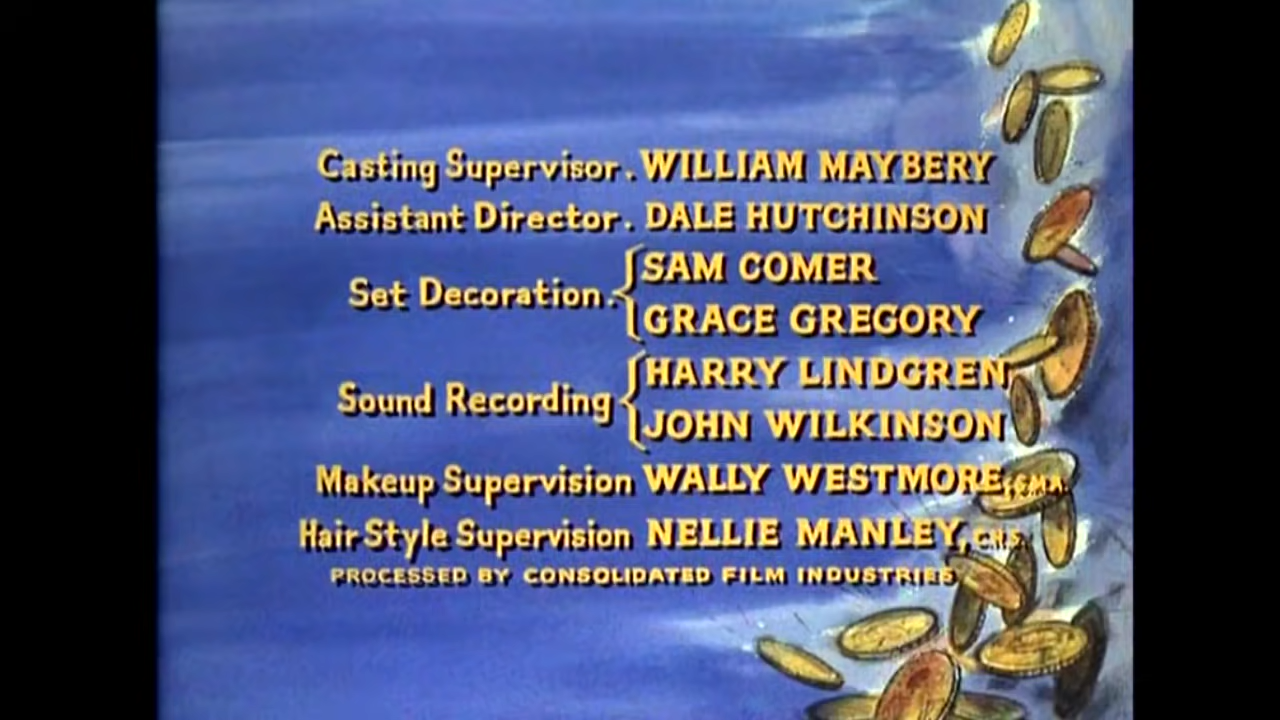 Casting Supervisor. WILLIAM MAYBERY
Assistant Director. DALE HUTCHINSON
Set Decoration. SAM COMER
GRACE GREGORY
Sound Recording HARRY LINDGREN
JOHN WILKINSON
Makeup Supervision WALLY WESTMORE, S.M.A.
Hair Style Supervision NELLIE MANLEY, C.H.S.
PROCESSED BY CONSOLIDATED FILM INDUSTRIES